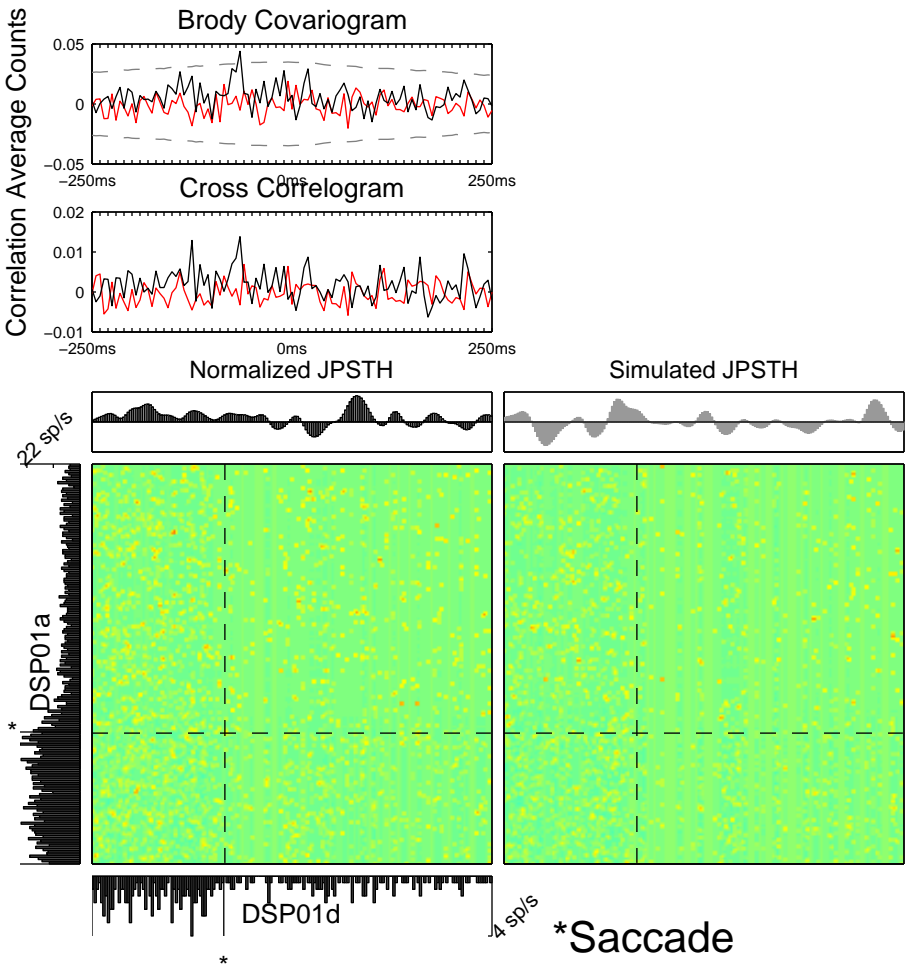 Brody Covariogram
Correlation Average Counts
0.05
0
−0.05
−250ms 0ms 250ms
Cross Correlogram
0.02
0.01
0
−0.01
−250ms 0ms 250ms
Normalized JPSTH
Simulated JPSTH
22 sp/s
DSP01a
*
DSP01d
4 sp/s
*
*Saccade